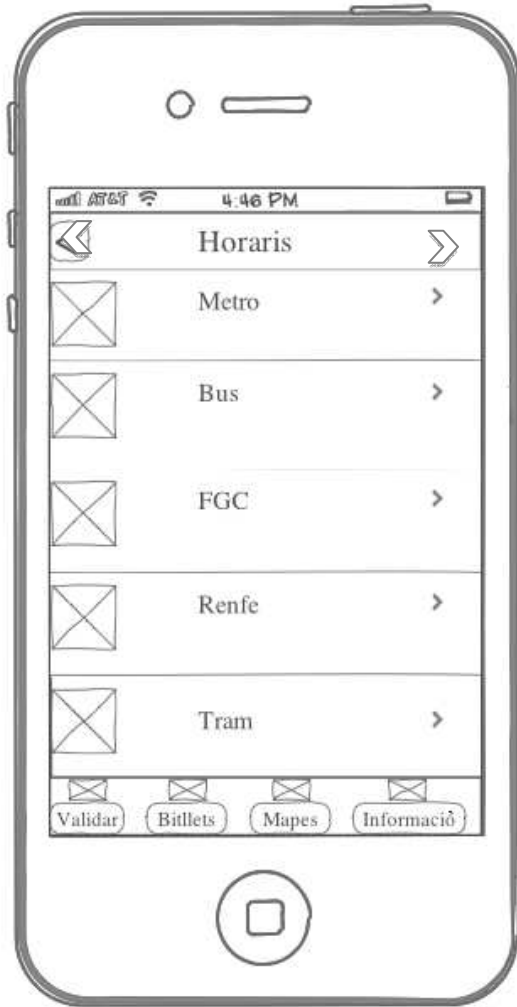 AT&T 4:46 PM
Horaris
Metro
Bus
FGC
Renfe
Tram
Validar Bitllets Mapes Informació